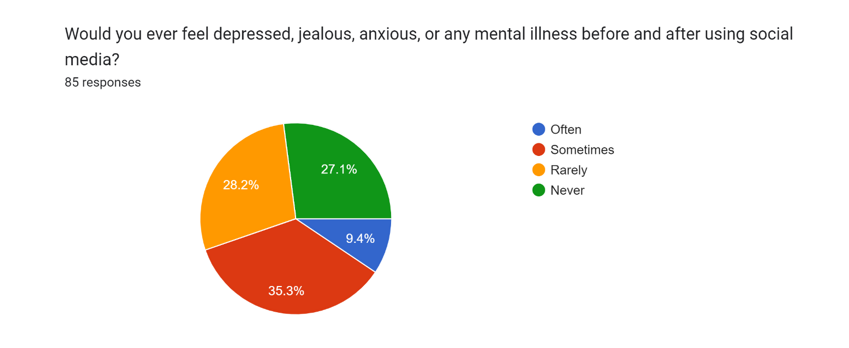 Would you ever feel depressed, jealous, anxious, or any mental illness before and after using social
media?
85 responses
Often
Sometimes
Rarely
Never
27.1%
28.2%
9.4%
35.3%